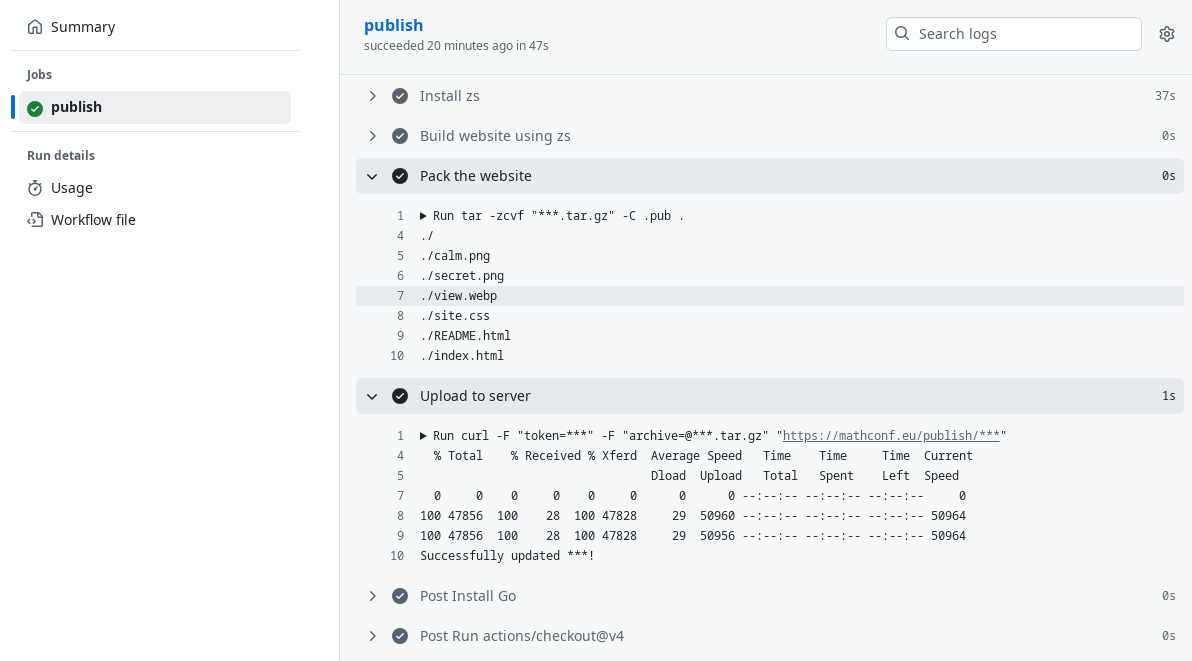 Summary
Jobs
publish
Run details
Usage
Workflow file
publish
succeeded 20 minutes ago in 47s
Search logs
Install zs 37s
Build website using zs 0s
Pack the website 0s
1 Run tar -zcvf "***.tar.gz" -C .pub .
4 ./
5 ./calm.png
6 ./secret.png
7 ./view.webp
8 ./site.css
9 ./README.html
10 ./index.html
Upload to server 1s
1 Run curl -F "token=***" -F "archive=@***.tar.gz" "https://mathconf.eu/publish/***"
4 % Total % Received % Xferd Average Speed Time Time Time Current
5 Dload Upload Total Spent Left Speed
7 0 0 0 0 0 0 0 0 --:--:-- --:--:-- --:--:-- 0
8 100 47856 100 28 100 47828 29 50960 --:--:-- --:--:-- --:--:-- 50964
9 100 47856 100 28 100 47828 29 50956 --:--:-- --:--:-- --:--:-- 50964
10 Successfully updated ***!
Post Install Go 0s
Post Run actions/checkout@v4 0s